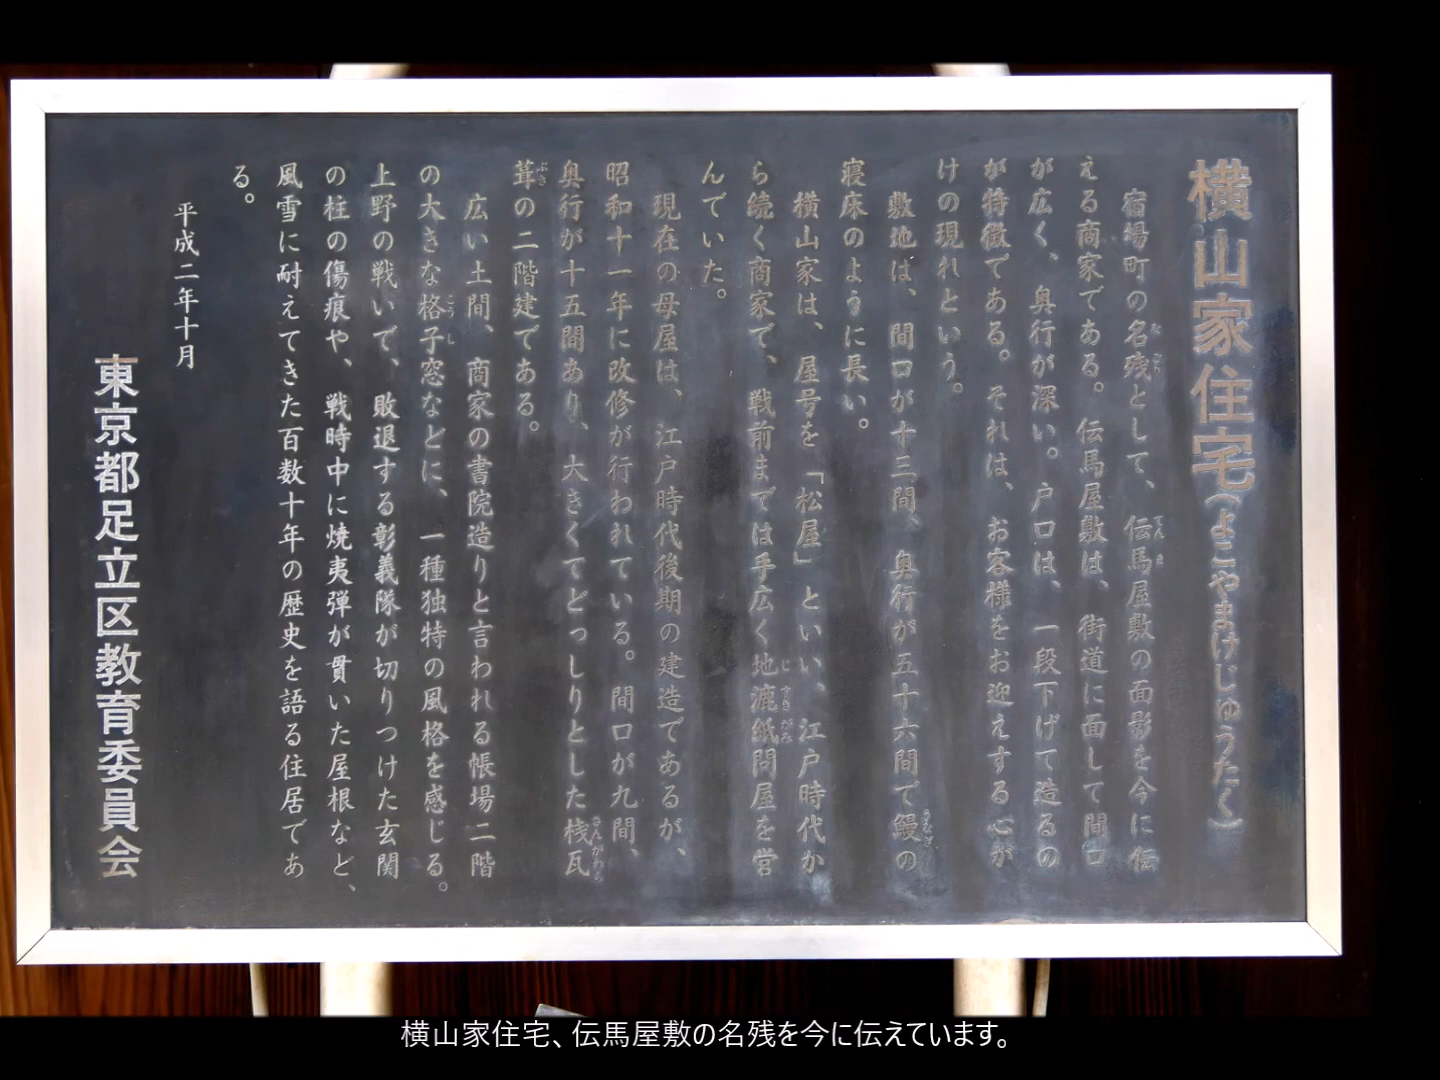 横山家住宅(よこやまけじゅうたく)
宿場町の名残として、伝馬屋敷の面影を今に伝
える商家である。伝馬屋敷は、街道に面して間口
が広く、奥行が深い。戸口は、一段下げて造るの
が特徴である。それは、お客様をお迎えする心が
けの現れという。
敷地は、間口が十三間、奥行が五十六間で鰻の
寝床のように長い。
横山家は、屋号を「松屋」といい、江戸時代か
ら続く商家で、戦前までは手広く地漉紙問屋を営
んでいた。
現在の母屋は、江戸時代後期の建造であるが、
昭和十一年に改修が行われている。間口が九間、
奥行が十五間あり、大きくてどっしりとした桟瓦
葺の二階建である。
広い土間、商家の書院造りと言われる帳場二階
の大きな格子窓などに、一種独特の風格を感じる。
上野の戦いで、敗退する彰義隊が切りつけた玄関
の柱の傷痕や、戦時中に焼夷弾が貫いた屋根など、
風雪に耐えてきた百数十年の歴史を語る住居であ
る。
平成二年十月
東京都足立区教育委員会
横山家住宅、伝馬屋敷の名残を今に伝えています。